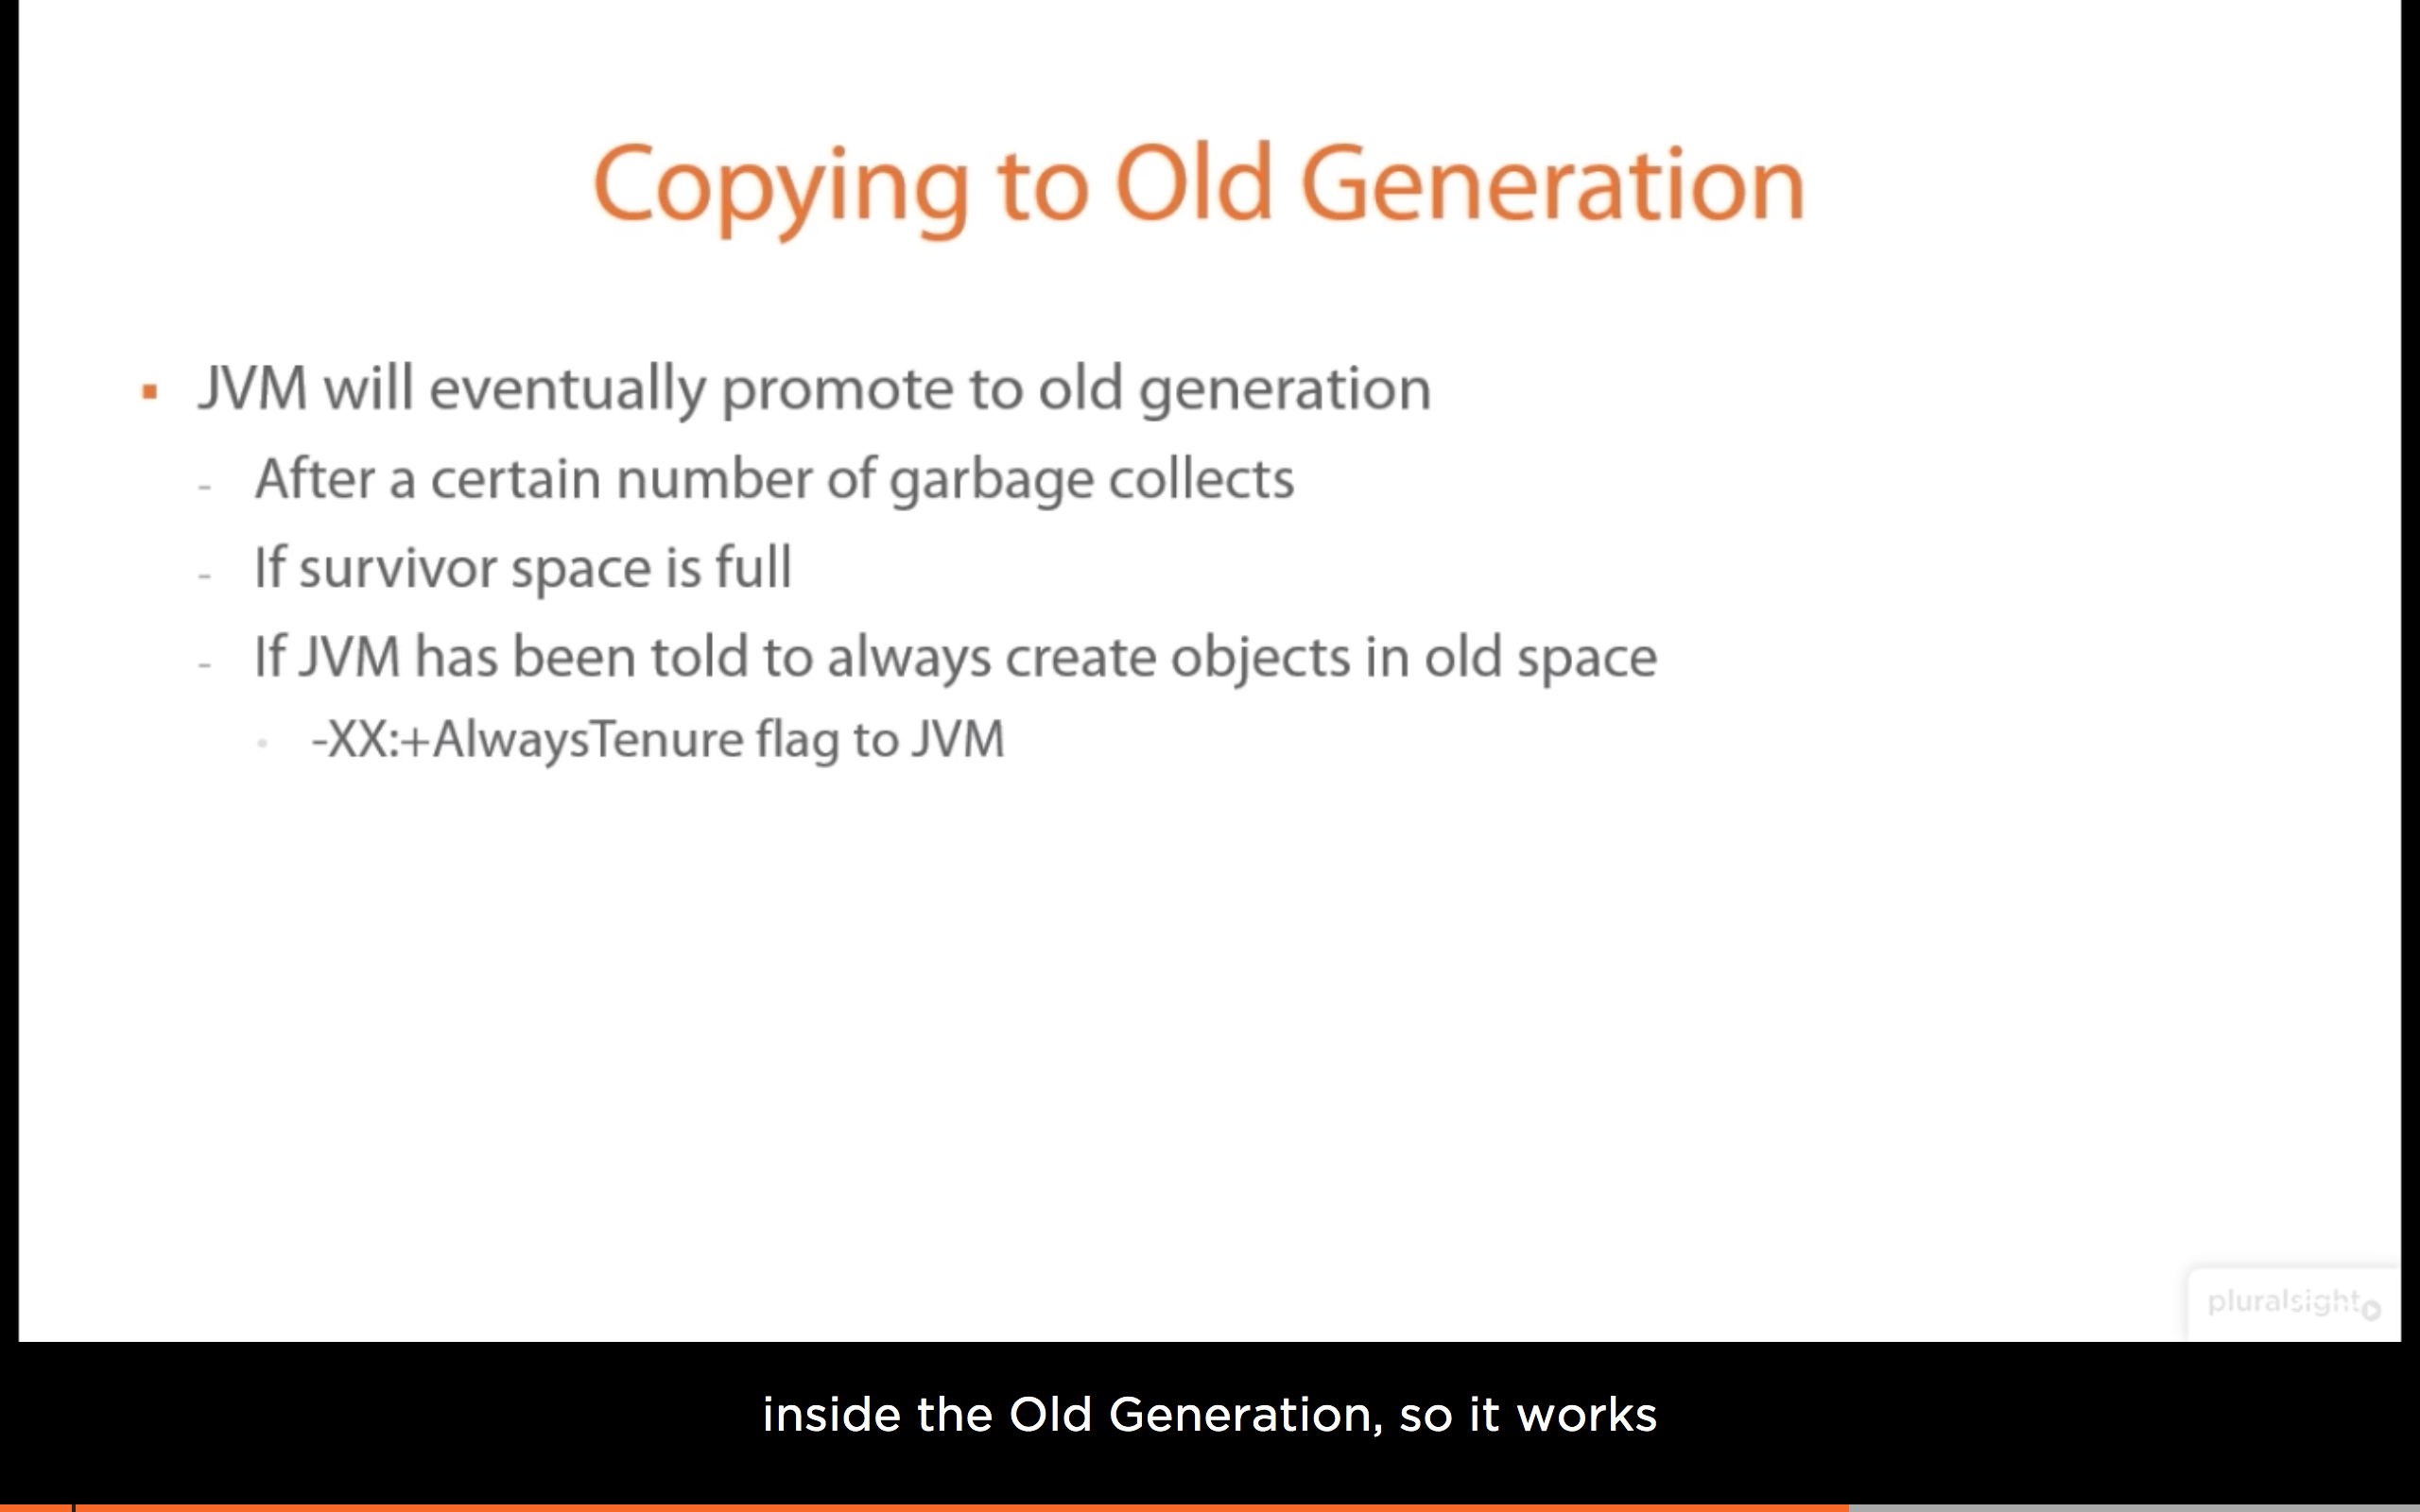 Copying to Old Generation
JVM will eventually promote to old generation
- After a certain number of garbage collects
- If survivor space is full
- If JVM has been told to always create objects in old space
• -XX:+AlwaysTenure flag to JVM
pluralsight
inside the Old Generation, so it works